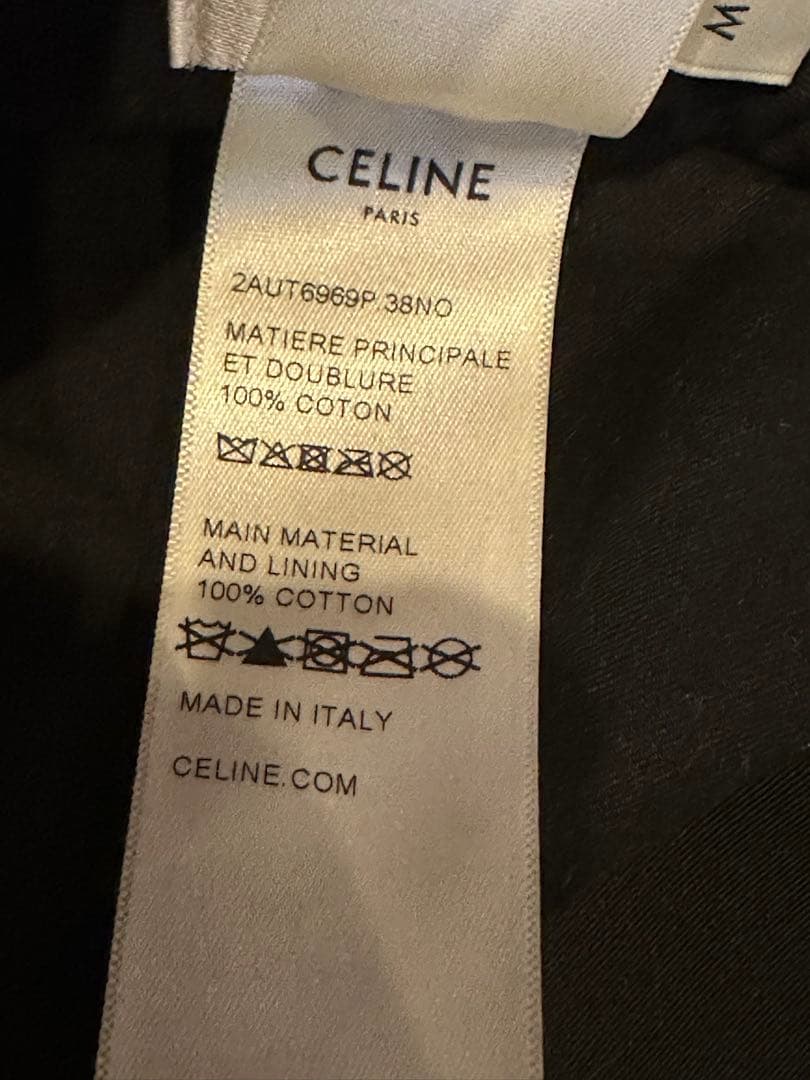 M
CELINE
PARIS
2AUT6969P.38NO
MATIERE PRINCIPALE
ET DOUBLURE
100% COTON
MAIN MATERIAL
AND LINING
100% COTTON
MADE IN ITALY
CELINE.COM